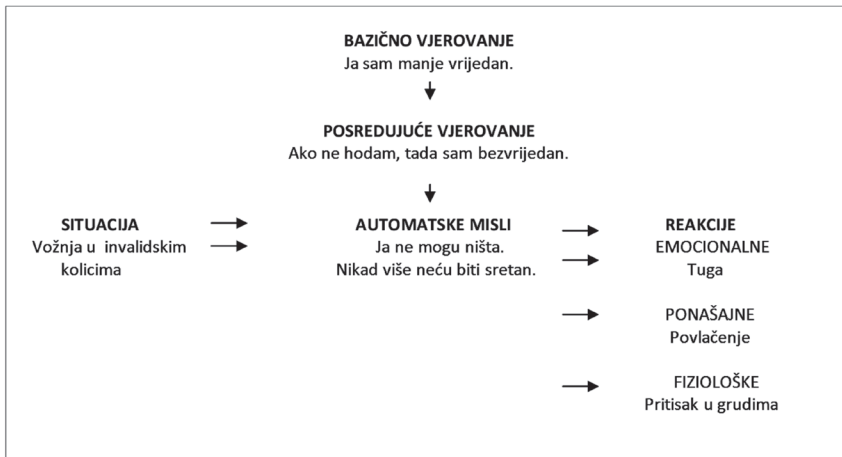 BAZIČNO VJEROVANJE
Ja sam manje vrijedan.
POSREDUJUĆE VJEROVANJE
Ako ne hodam, tada sam bezvrijedan.
SITUACIJA
Vožnja u invalidskim
kolicima
AUTOMATSKE MISLI
Ja ne mogu ništa.
Nikad više neću biti sretan.
REAKCIJE
EMOCIONALNE
Tuga
PONAŠAJNE
Povlačenje
FIZIOLOŠKE
Pritisak u grudima